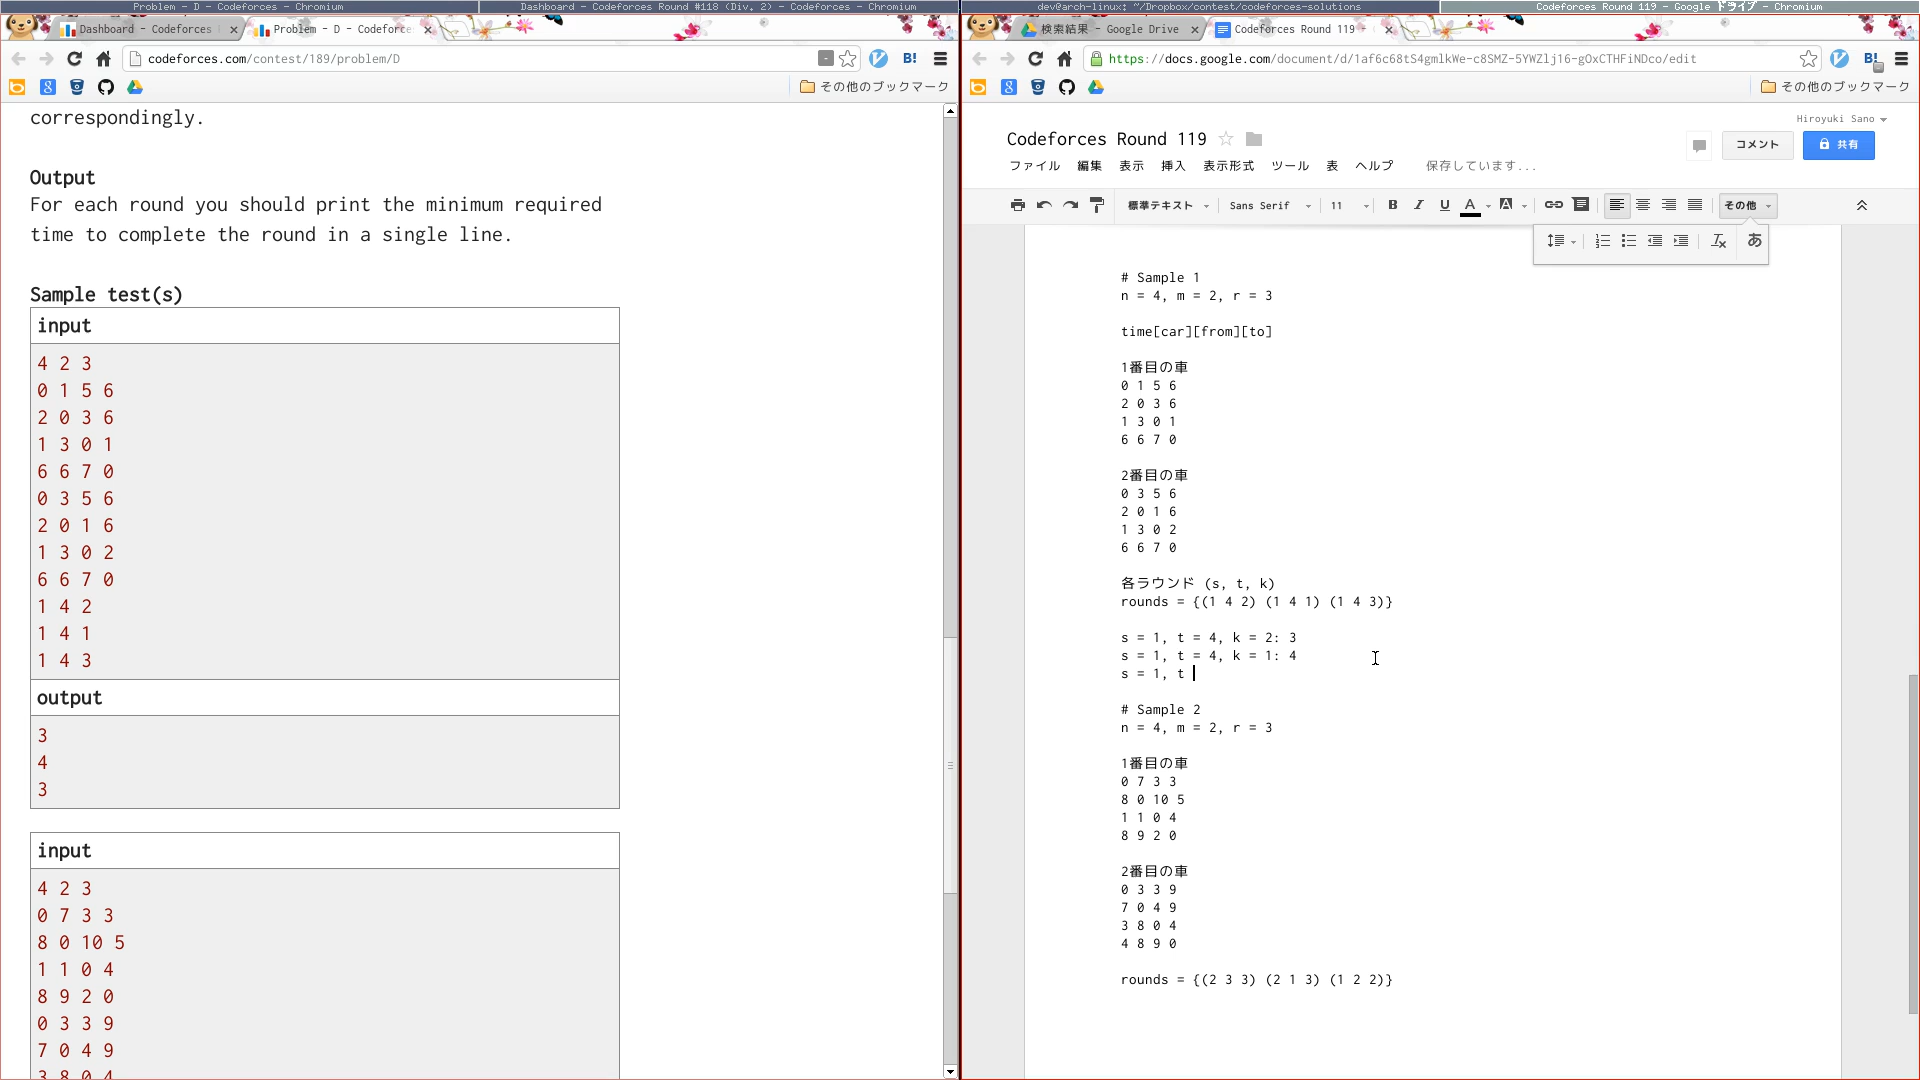 Problem - D - Codeforces - Chromium
Dashboard - Codeforces Round #118 (Div. 2) - Codeforces - Chromium
dev@arch-linux: ~/Dropbox/contest/codeforces-solutions
Codeforces Round 119 - Google ドライブ - Chromium
Dashboard - Codeforces
Problem - D - Codeforce
codeforces.com/contest/189/problem/D
B!
その他のブックマーク
correspondingly.
Output
For each round you should print the minimum required
time to complete the round in a single line.
Sample test(s)
input
4 2 3
0 1 5 6
2 0 3 6
1 3 0 1
6 6 7 0
0 3 5 6
2 0 1 6
1 3 0 2
6 6 7 0
1 4 2
1 4 1
1 4 3
output
3
4
3
input
4 2 3
0 7 3 3
8 0 10 5
1 1 0 4
8 9 2 0
0 3 3 9
7 0 4 9
3 8 0 4
検索結果 - Google Drive
Codeforces Round 119 -
https://docs.google.com/document/d/1af6c68tS4gmlkWe-c8SMZ-5YWZlj16-gOxCTHFiNDco/edit
B!
その他のブックマーク
Hiroyuki Sano
Codeforces Round 119
コメント
共有
ファイル 編集 表示 挿入 表示形式 ツール 表 ヘルプ 保存しています...
標準テキスト Sans Serif 11 B I U A A その他
あ
# Sample 1
n = 4, m = 2, r = 3
time[car][from][to]
1番目の車
0 1 5 6
2 0 3 6
1 3 0 1
6 6 7 0
2番目の車
0 3 5 6
2 0 1 6
1 3 0 2
6 6 7 0
各ラウンド (s, t, k)
rounds = {(1 4 2) (1 4 1) (1 4 3)}
s = 1, t = 4, k = 2: 3
s = 1, t = 4, k = 1: 4
s = 1, t
# Sample 2
n = 4, m = 2, r = 3
1番目の車
0 7 3 3
8 0 10 5
1 1 0 4
8 9 2 0
2番目の車
0 3 3 9
7 0 4 9
3 8 0 4
4 8 9 0
rounds = {(2 3 3) (2 1 3) (1 2 2)}